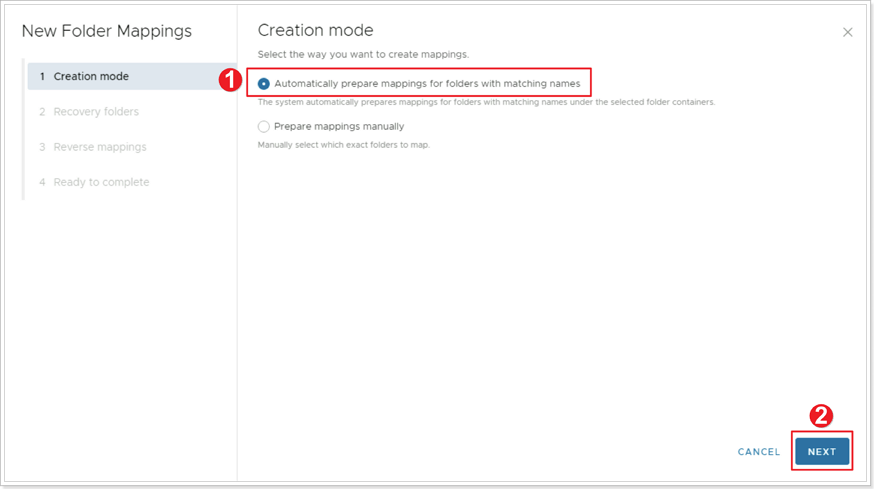 New Folder Mappings
1 Creation mode
2 Recovery folders
3 Reverse mappings
4 Ready to complete
Creation mode
Select the way you want to create mappings.
1
Automatically prepare mappings for folders with matching names
The system automatically prepares mappings for folders with matching names under the selected folder containers.
Prepare mappings manually
Manually select which exact folders to map.
2
CANCEL NEXT